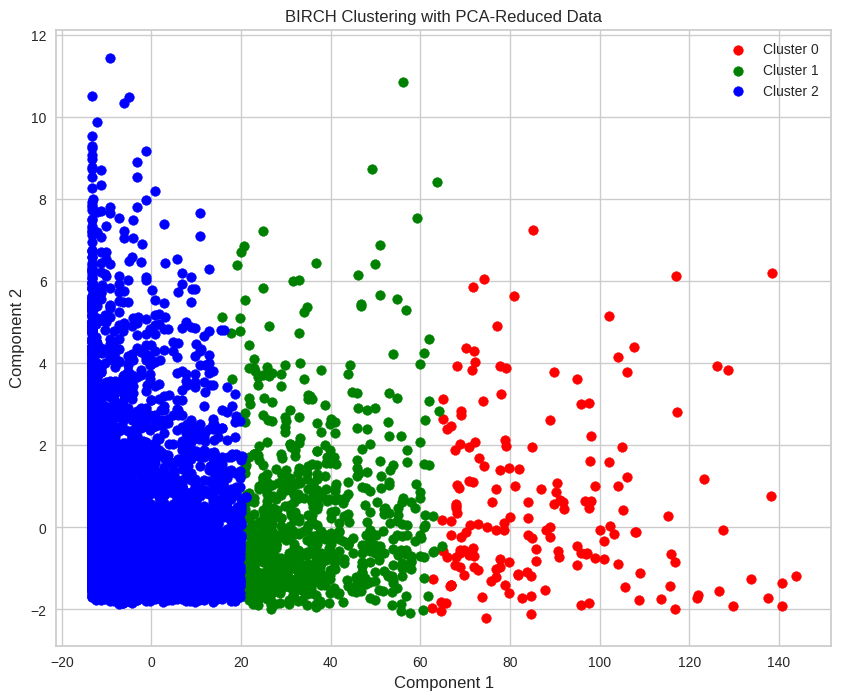 BIRCH Clustering with PCA-Reduced Data
Cluster 0
Cluster 1
Cluster 2
Component 2
12
10
8
6
4
2
0
−2
−20
0
20
40
60
80
100
120
140
Component 1